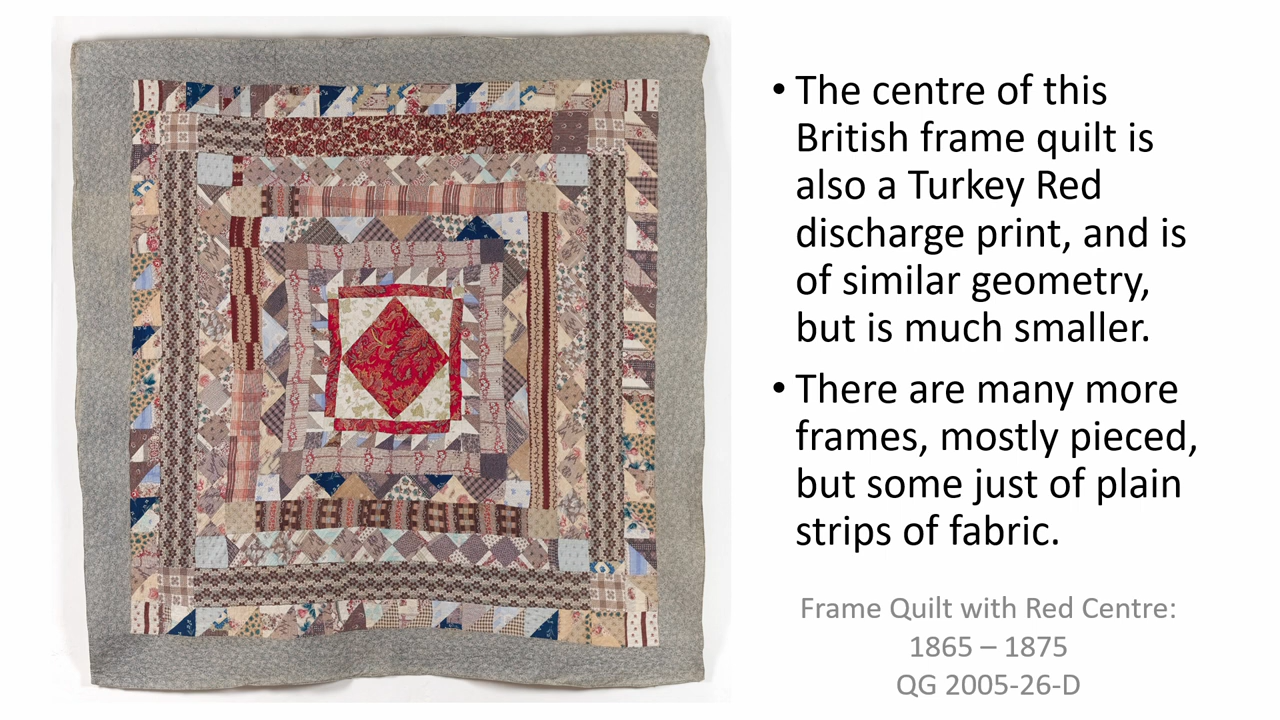 • The centre of this
British frame quilt is
also a Turkey Red
discharge print, and is
of similar geometry,
but is much smaller.
• There are many more
frames, mostly pieced,
but some just of plain
strips of fabric.
Frame Quilt with Red Centre:
1865 – 1875
QG 2005-26-D